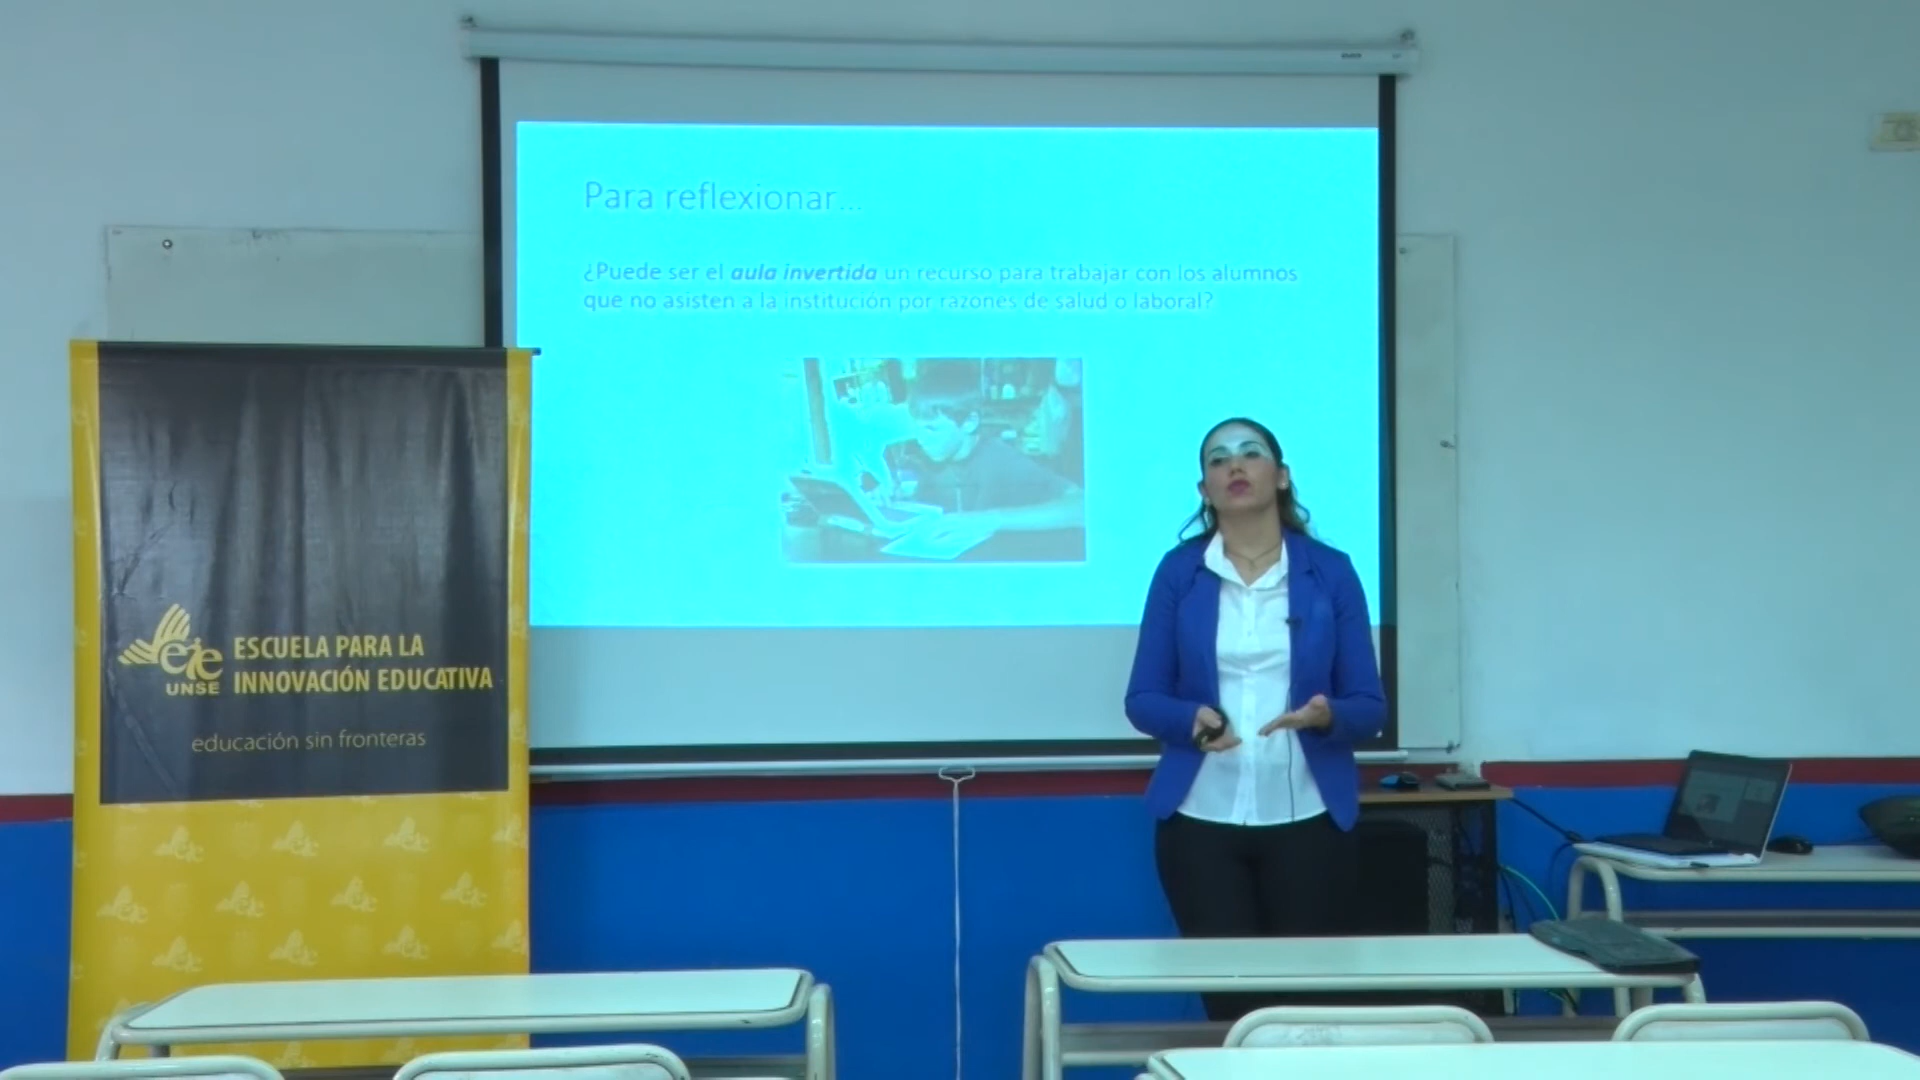 Para reflexionar...
¿Puede ser el aula invertida un recurso para trabajar con los alumnos
que no asisten a la institución por razones de salud o laboral?
eie
UNSE
ESCUELA PARA LA
INNOVACIÓN EDUCATIVA
educación sin fronteras